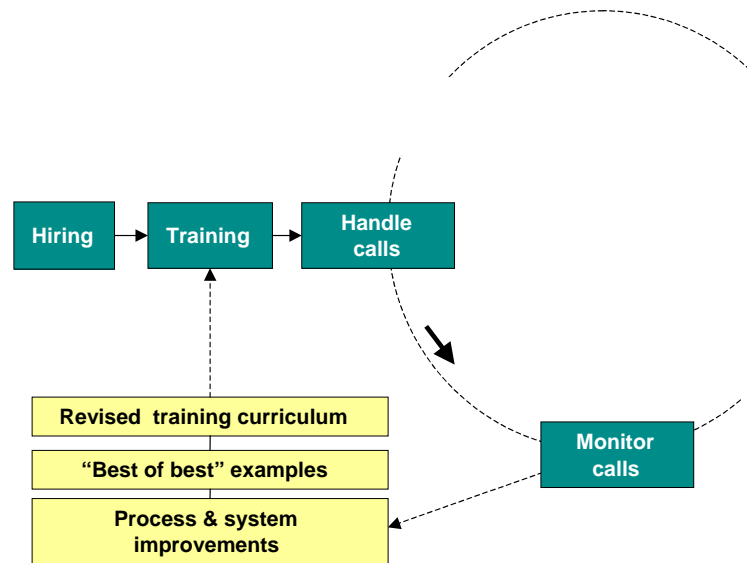 Hiring
Training
Handle
calls
Revised training curriculum
“Best of best” examples
Process & system
improvements
Monitor
calls